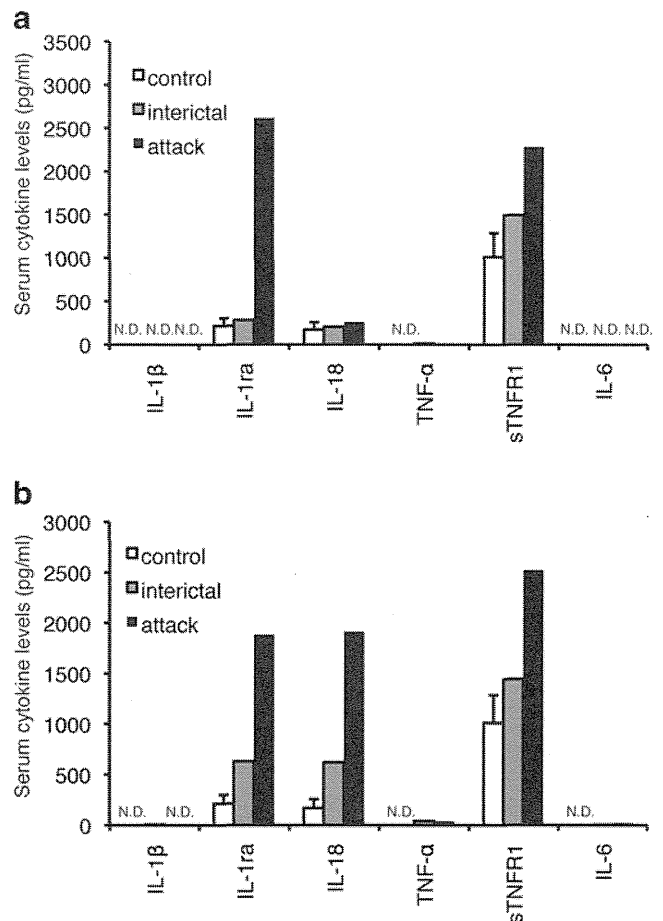 a
Serum cytokine levels (pg/ml)
3500
3000
2500
2000
1500
1000
500
0
control
interictal
attack
N.D. N.D. N.D.
N.D.
N.D. N.D. N.D.
IL-1β
IL-1ra
IL-18
TNF-α
sTNFR1
IL-6
b
Serum cytokine levels (pg/ml)
3000
2500
2000
1500
1000
500
0
control
interictal
attack
N.D. N.D.
N.D.
N.D.
IL-1β
IL-1ra
IL-18
TNF-α
sTNFR1
IL-6